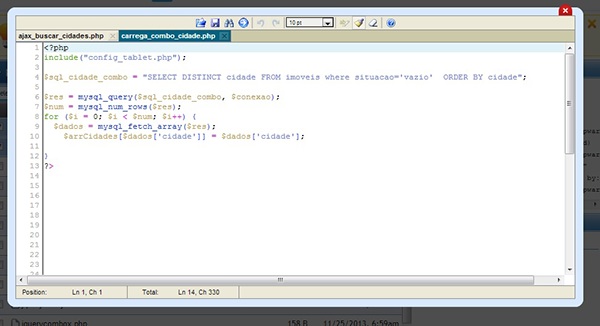 10 pt
ajax_buscar_cidades.php
carrega_combo_cidade.php
1 <?php
2 include("config_tablet.php");
3
4 $sql_cidade_combo = "SELECT DISTINCT cidade FROM imoveis where situacao='vazio'  ORDER BY cidade";
5
6 $res = mysql_query($sql_cidade_combo, $conexao);
7 $num = mysql_num_rows($res);
8 for ($i = 0; $i < $num; $i++) {
9   $dados = mysql_fetch_array($res);
10     $arrCidades[$dados['cidade']] = $dados['cidade'];
11
12 }
13 ?>
14
15
16
17
18
19
20
21
22
23
24
Position: Ln 1, Ch 1 Total: Ln 14, Ch 330
jquerycombox.php 158 B 11/25/2013 6:59am